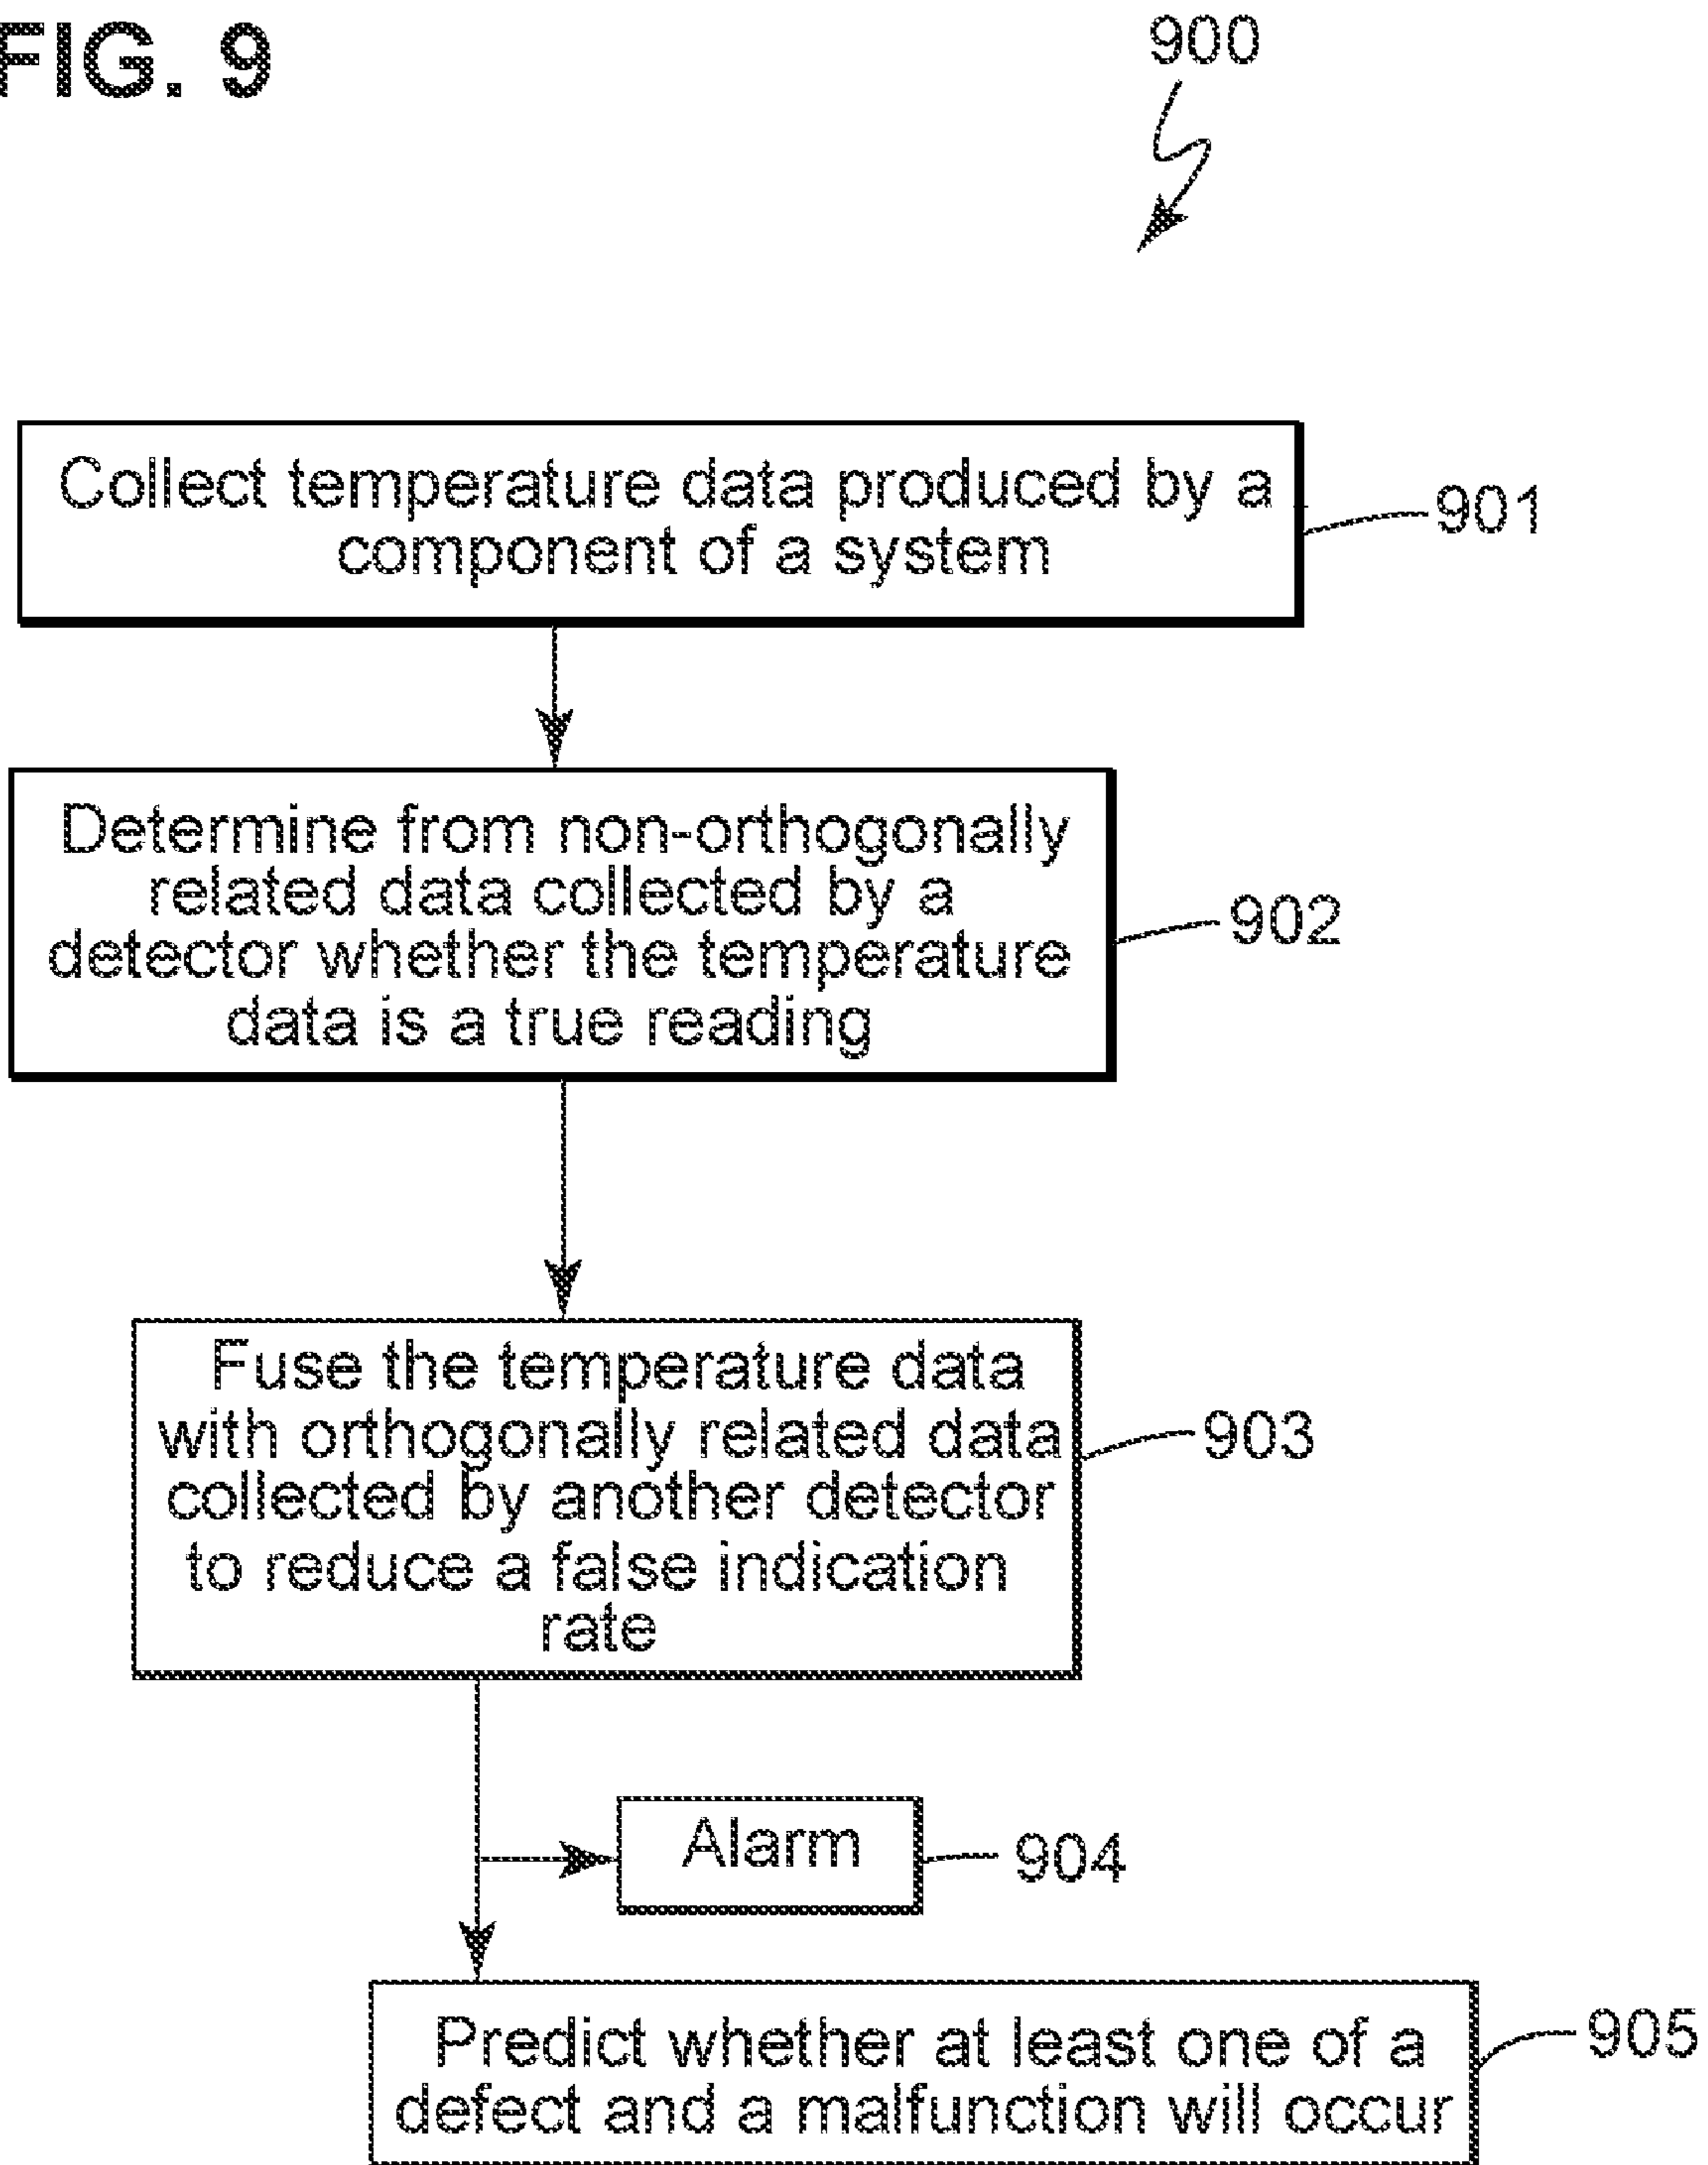 FIG. 9
900
Collect temperature data produced by a
component of a system
901
Determine from non-orthogonally
related data collected by a
detector whether the temperature
data is a true reading
902
Fuse the temperature data
with orthogonally related data
collected by another detector
to reduce a false indication
rate
903
Alarm
904
Predict whether at least one of a
defect and a malfunction will occur
905